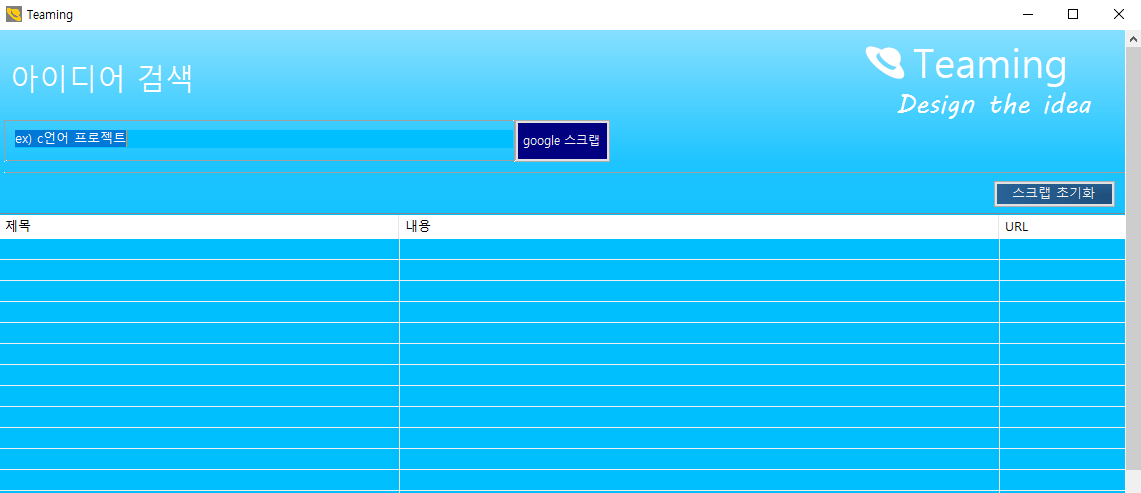 Teaming
아이디어 검색
Teaming
Design the idea
ex) c언어 프로젝트
google 스크랩
스크랩 초기화
제목 내용 URL